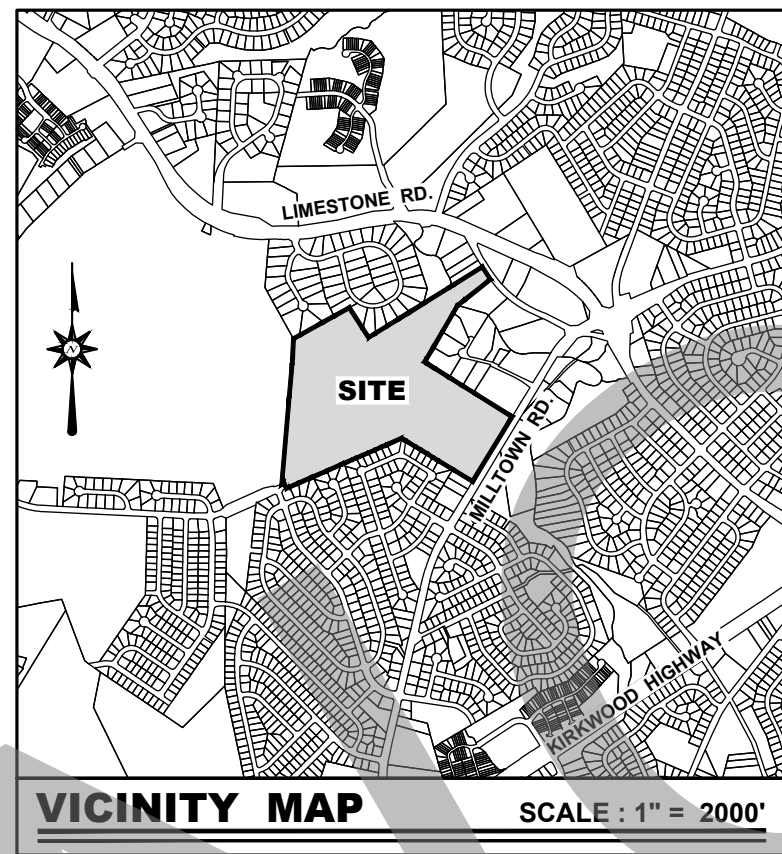 LIMESTONE RD.
N
SITE
MILLTOWN RD.
KIRKWOOD HIGHWAY
VICINITY MAP
SCALE : 1" = 2000'